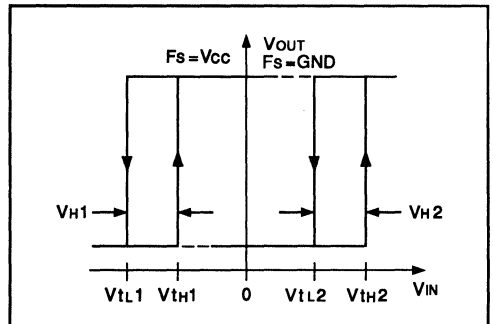 VOUT
Fs=VCC
Fs=GND
VH1
VH2
VtL1 VtH1 0 VtL2 VtH2 VIN